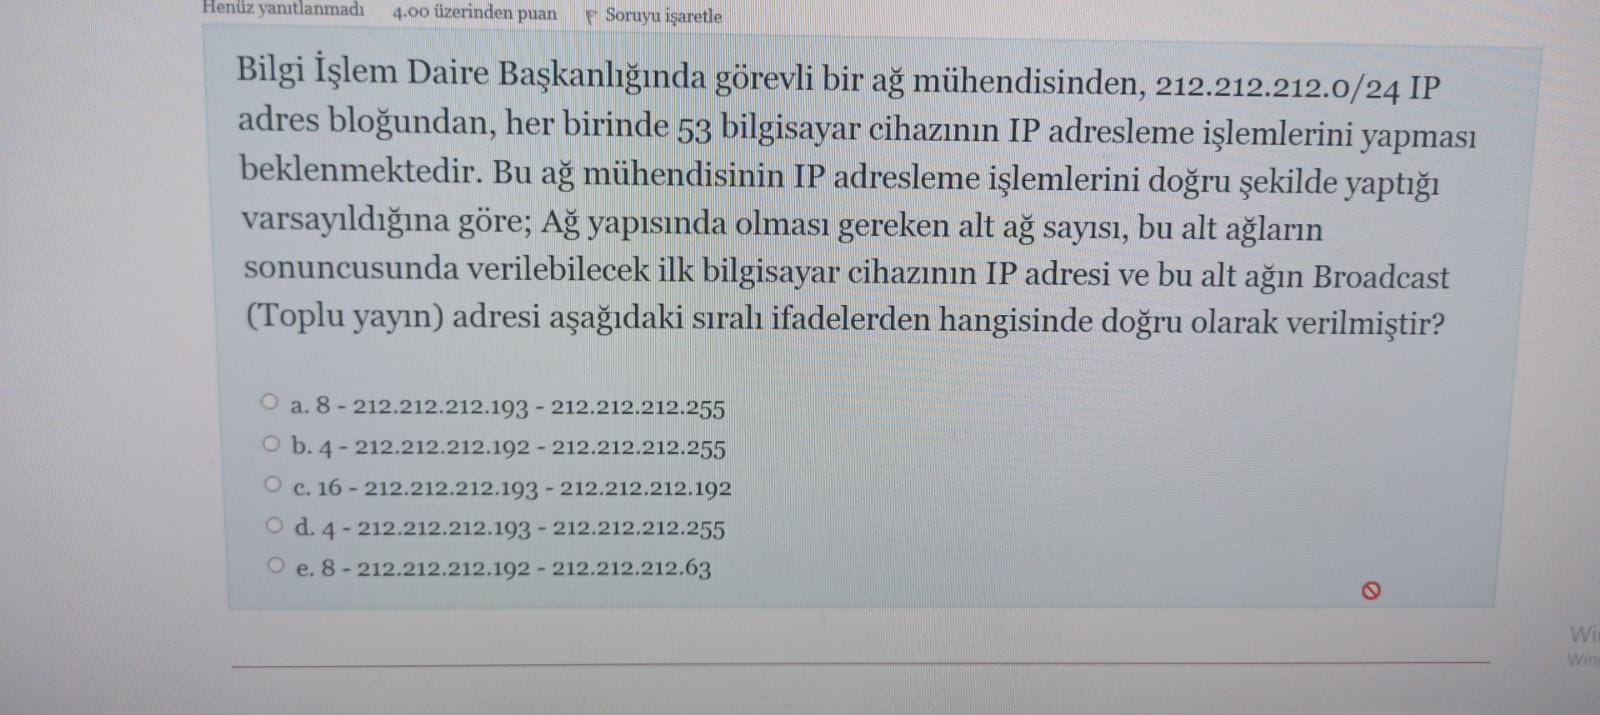 Henüz yanıtlanmadı 4.00 üzerinden puan Soruyu işaretle
Bilgi İşlem Daire Başkanlığında görevli bir ağ mühendisinden, 212.212.212.0/24 IP
adres bloğundan, her birinde 53 bilgisayar cihazının IP adresleme işlemlerini yapması
beklenmektedir. Bu ağ mühendisinin IP adresleme işlemlerini doğru şekilde yaptığı
varsayıldığına göre; Ağ yapısında olması gereken alt ağ sayısı, bu alt ağların
sonuncusunda verilebilecek ilk bilgisayar cihazının IP adresi ve bu alt ağın Broadcast
(Toplu yayın) adresi aşağıdaki sıralı ifadelerden hangisinde doğru olarak verilmiştir?
a. 8 - 212.212.212.193 - 212.212.212.255
b. 4 - 212.212.212.192 - 212.212.212.255
c. 16 - 212.212.212.193 - 212.212.212.192
d. 4 - 212.212.212.193 - 212.212.212.255
e. 8 - 212.212.212.192 - 212.212.212.63